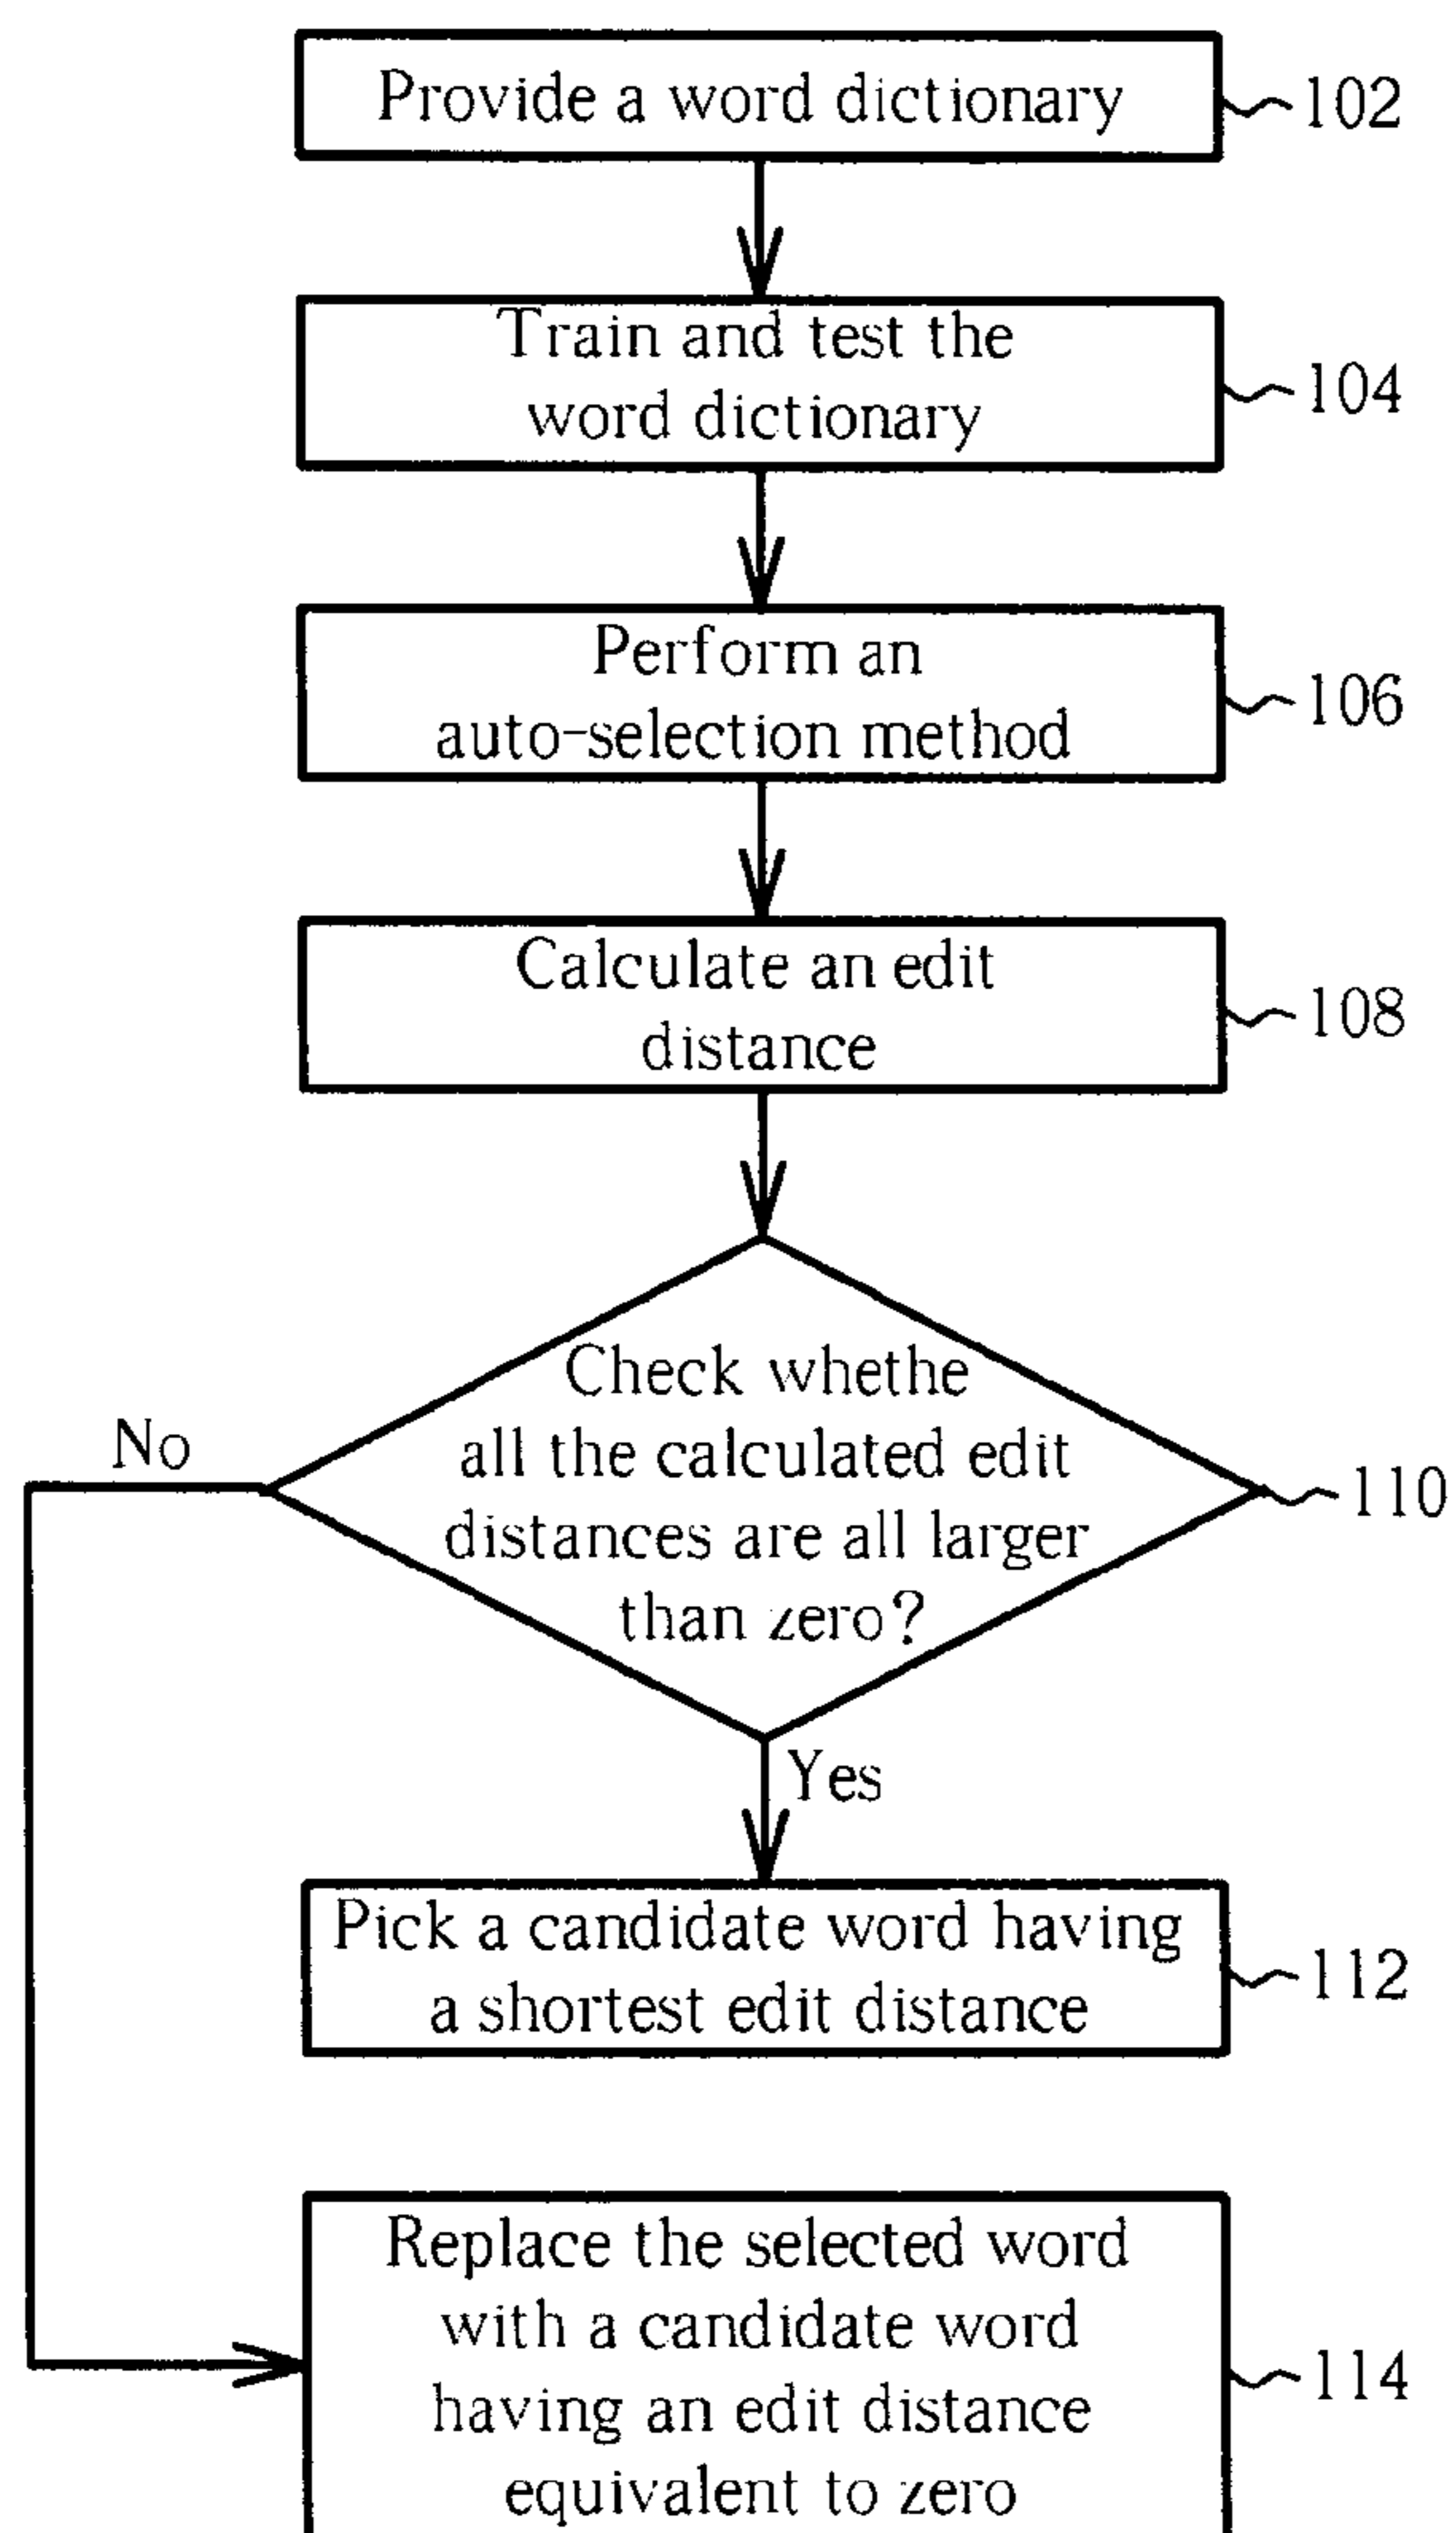 Provide a word dictionary
102
Train and test the
word dictionary
104
Perform an
auto-selection method
106
Calculate an edit
distance
108
Check whethe
all the calculated edit
distances are all larger
than zero?
110
No
Yes
Pick a candidate word having
a shortest edit distance
112
Replace the selected word
with a candidate word
having an edit distance
equivalent to zero
114